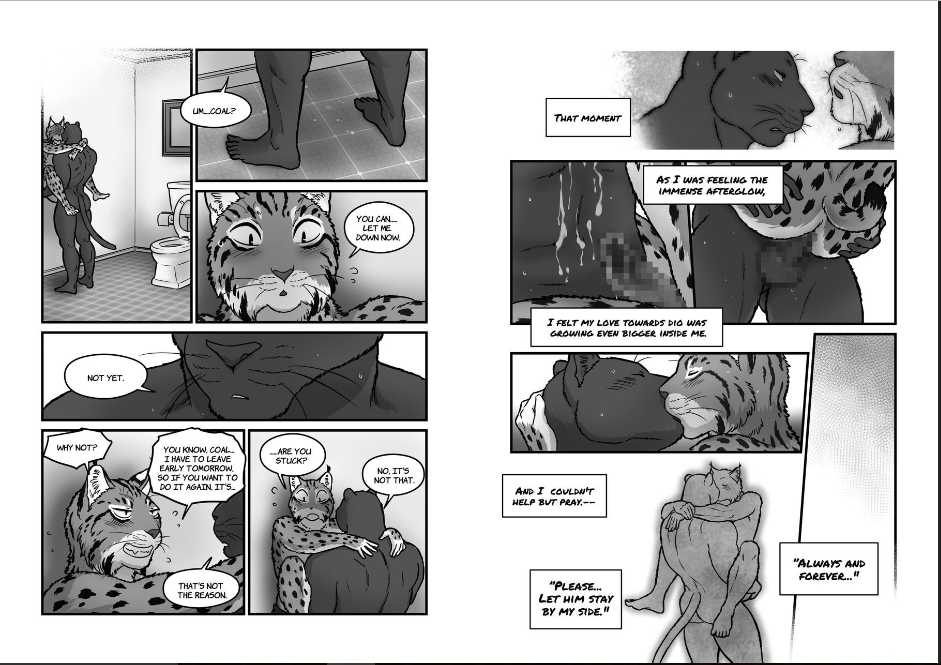 UM....COAL?
YOU CAN....
LET ME
DOWN NOW.
NOT YET.
WHY NOT?
YOU KNOW, COAL...
I HAVE TO LEAVE
EARLY TOMORROW,
SO IF YOU WANT TO
DO IT AGAIN, IT'S...
THAT'S NOT
THE REASON.
....ARE YOU
STUCK?
NO, IT'S
NOT THAT.
THAT MOMENT
AS I WAS FEELING THE
IMMENSE AFTERGLOW,
I FELT MY LOVE TOWARDS DIO WAS
GROWING EVEN BIGGER INSIDE ME.
AND I COULDN'T
HELP BUT PRAY.--
"PLEASE...
LET HIM STAY
BY MY SIDE."
"ALWAYS AND
FOREVER..."